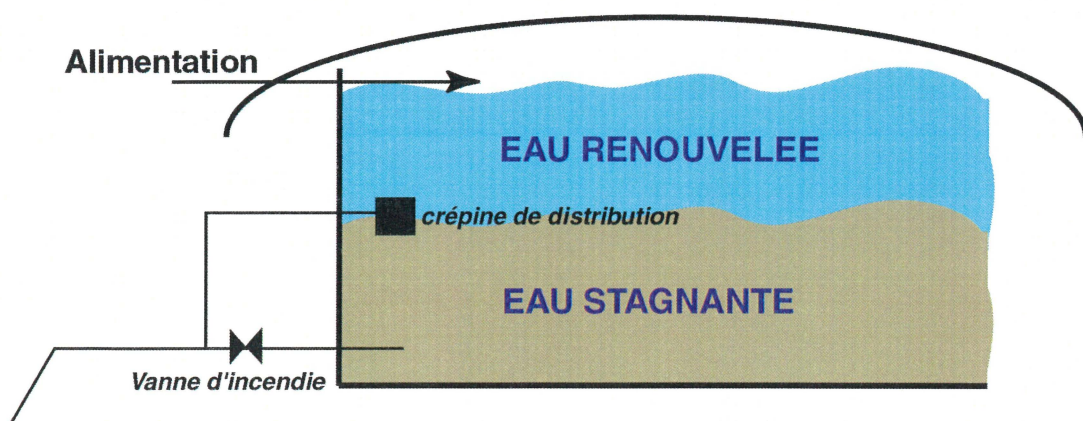 Alimentation
EAU RENOUVELEE
crépine de distribution
EAU STAGNANTE
Vanne d'incendie